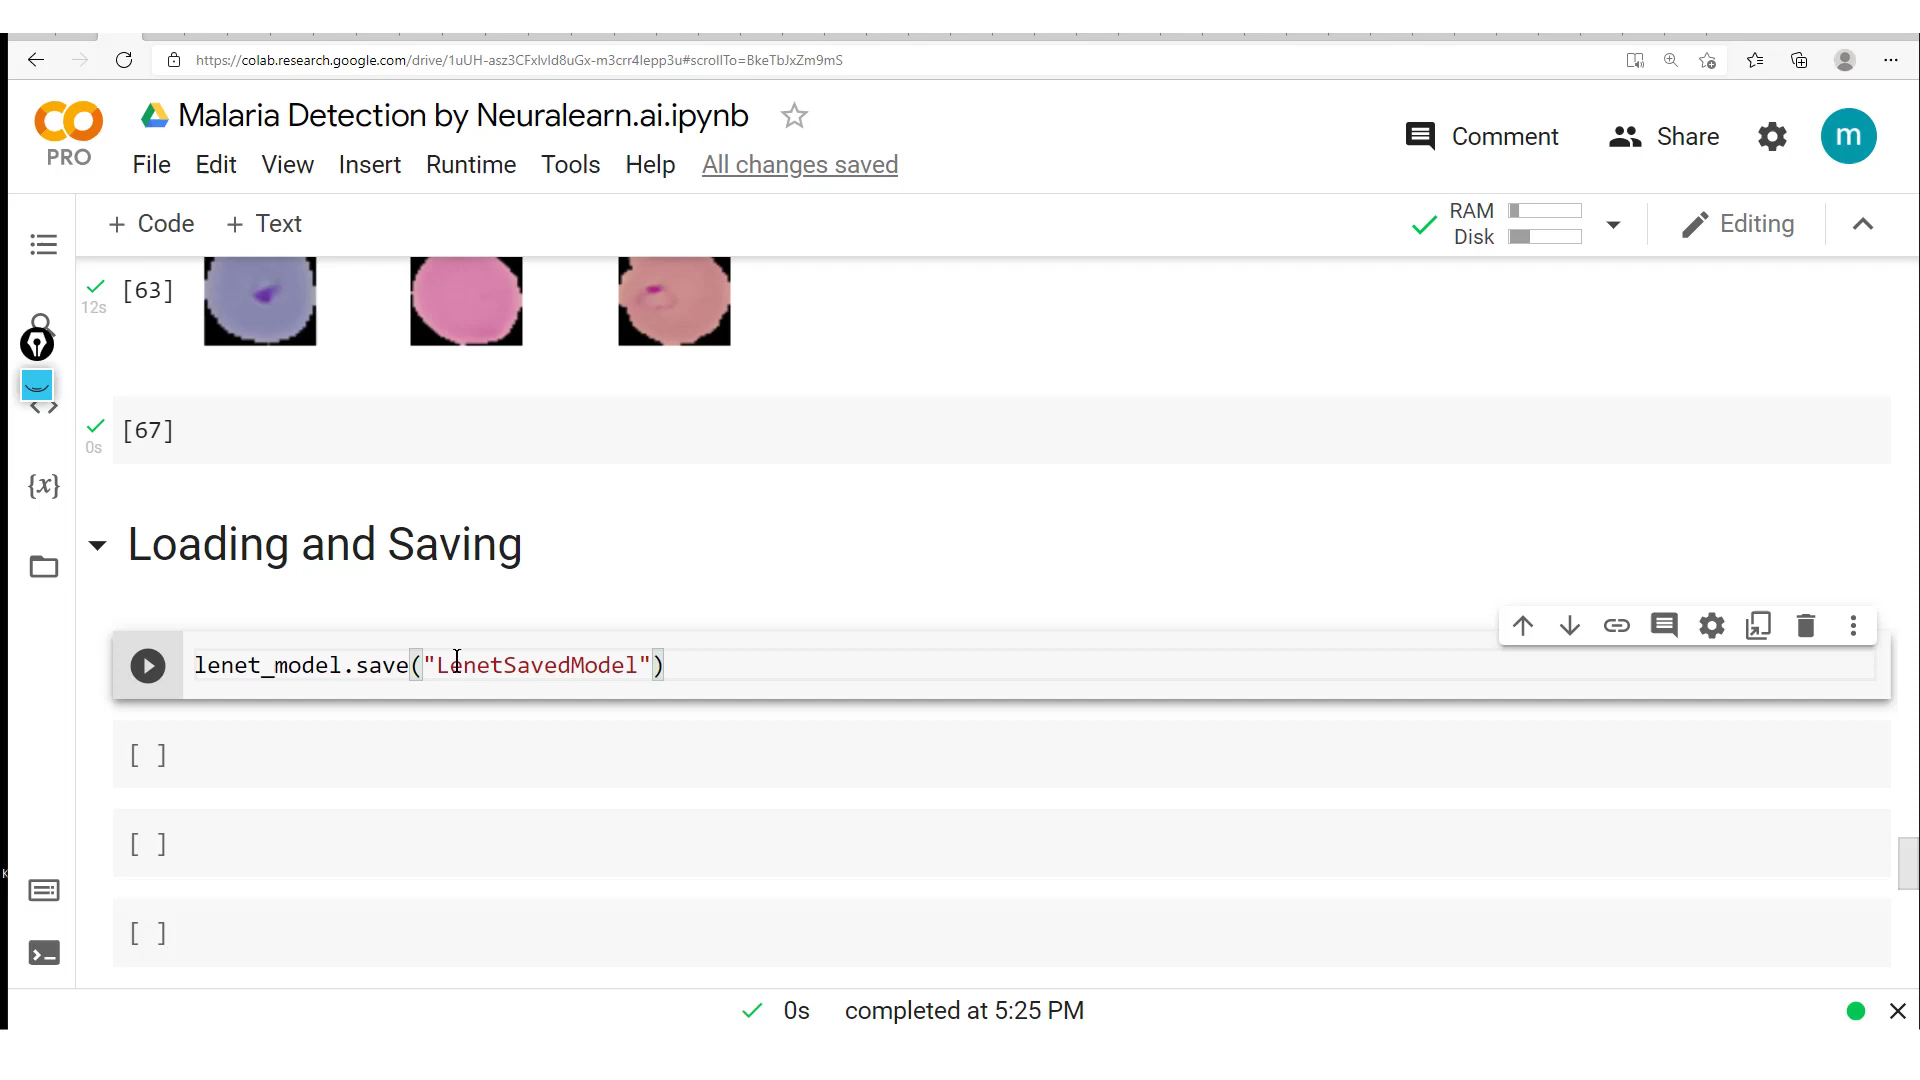 https://colab.research.google.com/drive/1uUH-asz3CFxlvld8uGx-m3crr4lepp3u#scrollTo=BkeTbJxZm9mS
Malaria Detection by Neuralearn.ai.ipynb
PRO
File Edit View Insert Runtime Tools Help All changes saved
Comment Share m
+ Code + Text
RAM
Disk
Editing
[63]
12s
[67]
0s
{x}
Loading and Saving
lenet_model.save("LenetSavedModel")
[ ]
[ ]
[ ]
0s completed at 5:25 PM